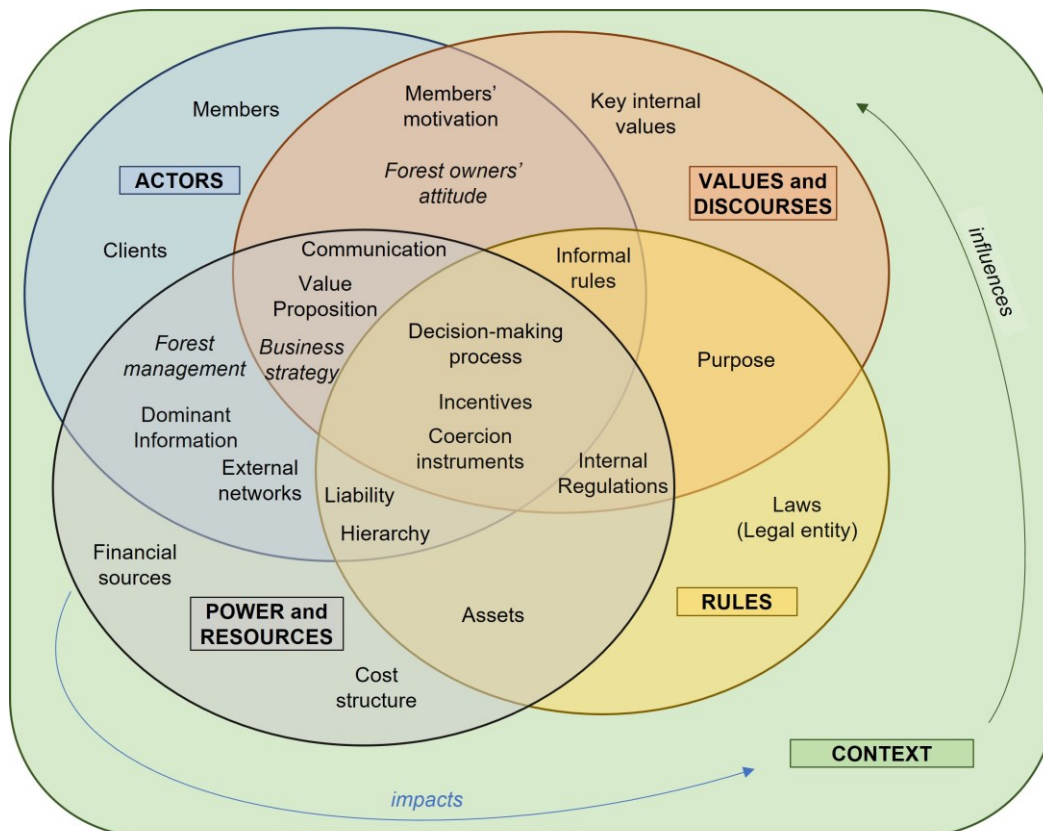 Members
Members'
motivation
Key internal
values
ACTORS
Forest owners'
attitude
VALUES and
DISCOURSES
Clients
Communication
Informal
rules
influences
Value
Proposition
Forest
management
Business
strategy
Decision-making
process
Purpose
Incentives
Dominant
Information
Coercion
instruments
External
networks
Liability
Internal
Regulations
Hierarchy
Laws
(Legal entity)
Financial
sources
POWER and
RESOURCES
Assets
RULES
Cost
structure
CONTEXT
impacts